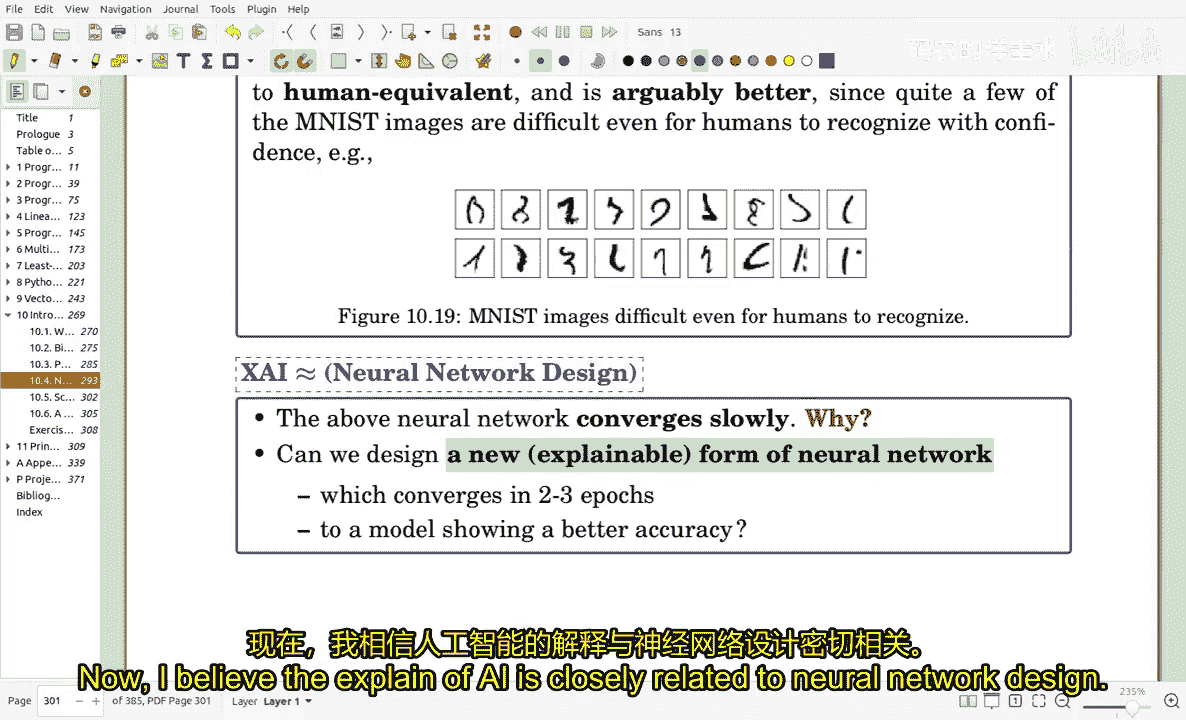 File Edit View Navigation Journal Tools Plugin Help
Sans 13
Title 1
Prologue 3
Table o... 5
1 Progr... 11
2 Progr... 39
3 Progr... 75
4 Linea... 123
5 Progr... 145
6 Multi... 173
7 Least-... 203
8 Pytho... 221
9 Vecto... 243
10 Intro... 269
10.1. W... 270
10.2. Bi... 275
10.3. P... 285
10.4. N... 293
10.5. Sc... 302
10.6. A ... 305
Exercis... 308
11 Prin... 309
A Appe... 339
P Proje... 371
Bibliog...
Index
to human-equivalent, and is arguably better, since quite a few of
the MNIST images are difficult even for humans to recognize with confi-
dence, e.g.,
Figure 10.19: MNIST images difficult even for humans to recognize.
XAI ≈ (Neural Network Design)
• The above neural network converges slowly. Why?
• Can we design a new (explainable) form of neural network
– which converges in 2-3 epochs
– to a model showing a better accuracy?
现在，我相信人工智能的解释与神经网络设计密切相关。
Now, I believe the explain of AI is closely related to neural network design.
Page 301 of 385, PDF Page 301 Layer Layer 1
235%